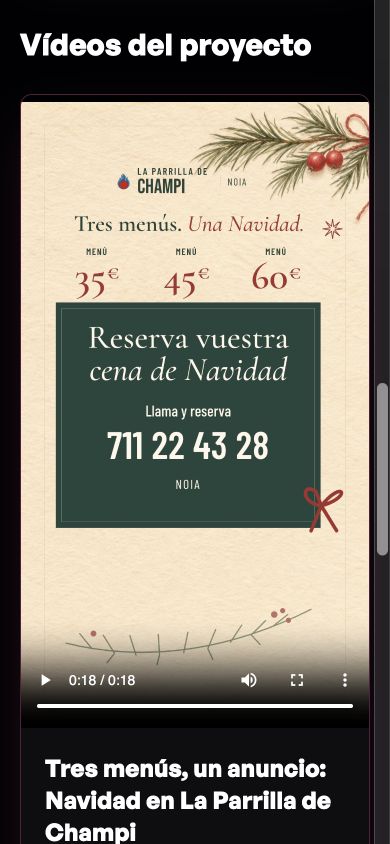 Vídeos del proyecto
LA PARRILLA DE
CHAMPI
NOIA
Tres menús. Una Navidad.
MENÚ MENÚ MENÚ
35€ 45€ 60€
Reserva vuestra
cena de Navidad
Llama y reserva
711 22 43 28
NOIA
0:18 / 0:18
Tres menús, un anuncio:
Navidad en La Parrilla de
Champi